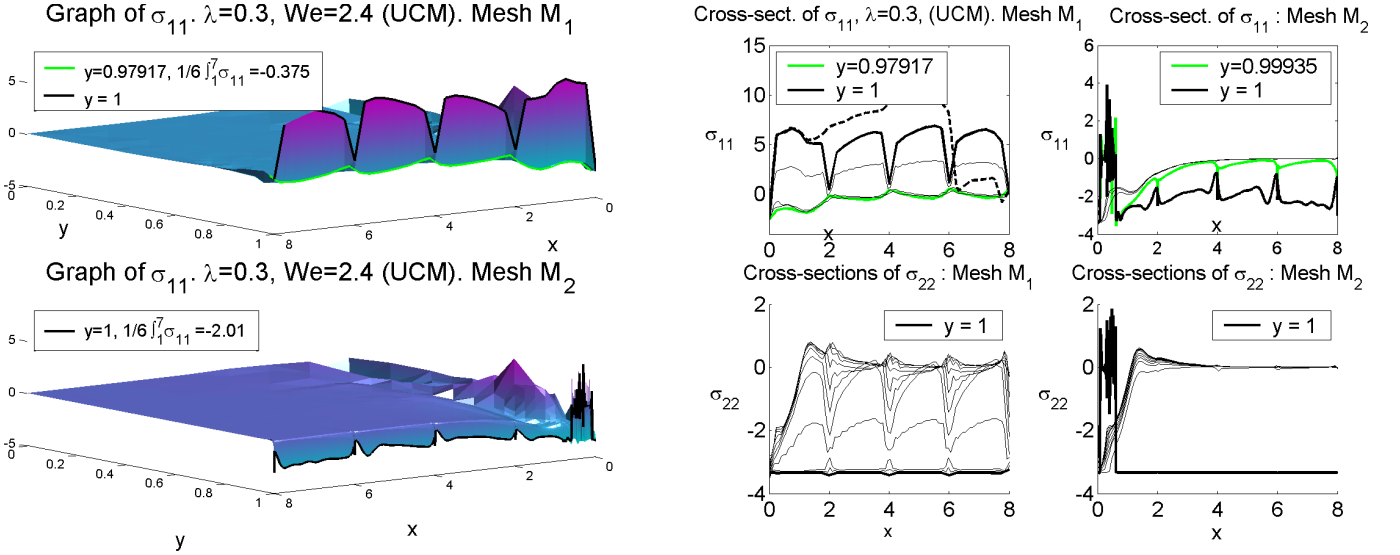 Graph of σ11. λ=0.3, We=2.4 (UCM). Mesh M1
y=0.97917, 1/6 ∫17σ11=-0.375
y = 1
5
0
-5
0
0.2
0.4
0.6
0.8
1
8
6
4
2
0
y
x
Graph of σ11. λ=0.3, We=2.4 (UCM). Mesh M2
y=1, 1/6 ∫17σ11=-2.01
5
0
-5
0
0.2
0.4
0.6
0.8
1
8
6
4
2
0
y
x
Cross-sect. of σ11, λ=0.3, (UCM). Mesh M1
y=0.97917
y = 1
15
10
5
0
σ11
0
2
4
6
8
x
Cross-sect. of σ11 : Mesh M2
y=0.99935
y = 1
6
4
2
0
-2
-4
σ11
0
2
4
6
8
x
Cross-sections of σ22 : Mesh M1
y = 1
2
0
-2
-4
σ22
0
2
4
6
8
x
Cross-sections of σ22 : Mesh M2
y = 1
2
0
-2
-4
σ22
0
2
4
6
8
x